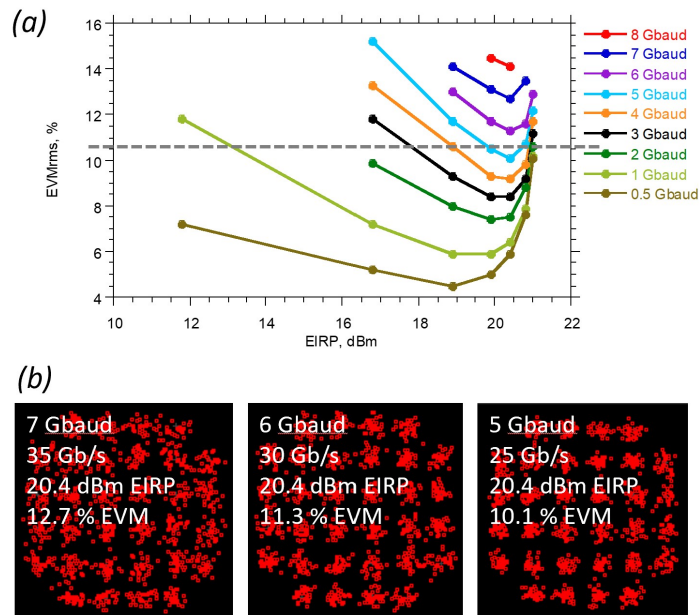 (a)
16
14
12
10
8
6
4
EVMrms, %
10
12
14
16
18
20
22
EIRP, dBm
8 Gbaud
7 Gbaud
6 Gbaud
5 Gbaud
4 Gbaud
3 Gbaud
2 Gbaud
1 Gbaud
0.5 Gbaud
(b)
7 Gbaud
35 Gb/s
20.4 dBm EIRP
12.7 % EVM
6 Gbaud
30 Gb/s
20.4 dBm EIRP
11.3 % EVM
5 Gbaud
25 Gb/s
20.4 dBm EIRP
10.1 % EVM